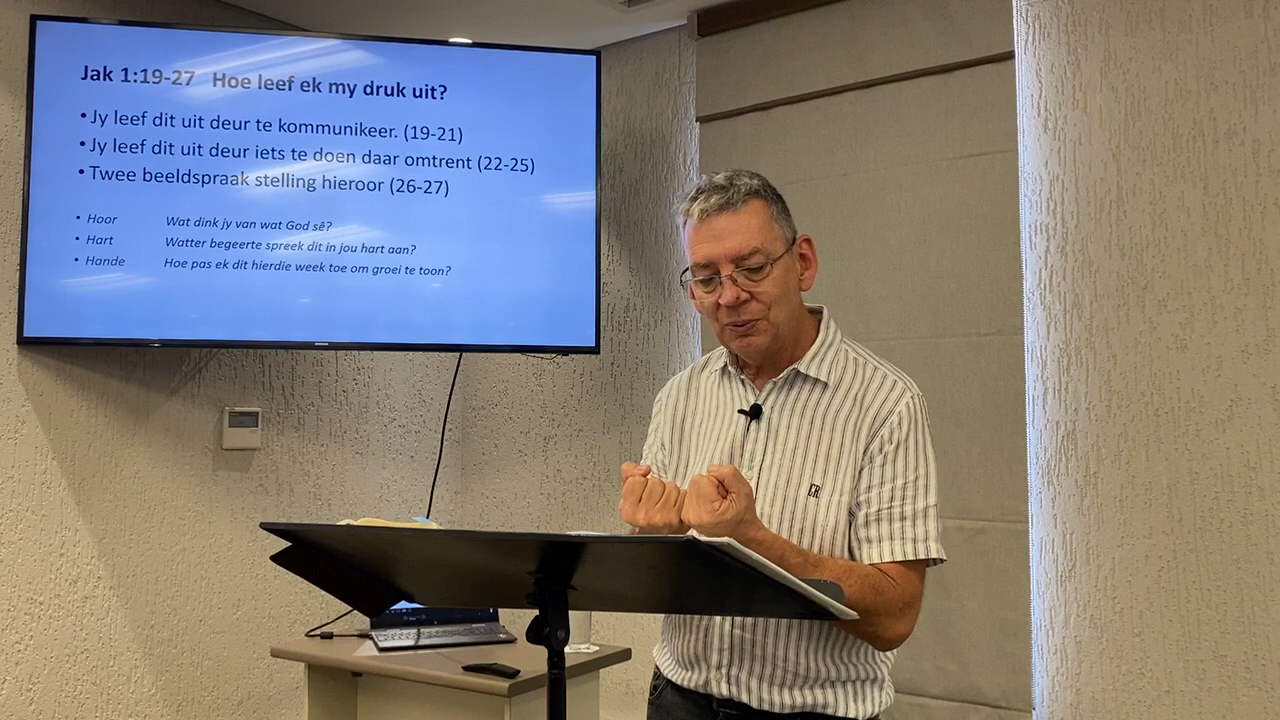 Jak 1:19-27 Hoe leef ek my druk uit?
• Jy leef dit uit deur te kommunikeer. (19-21)
• Jy leef dit uit deur iets te doen daar omtrent (22-25)
• Twee beeldspraak stelling hieroor (26-27)
• Hoor Wat dink jy van wat God sê?
• Hart Watter begeerte spreek dit in jou hart aan?
• Hande Hoe pas ek dit hierdie week toe om groei te toon?